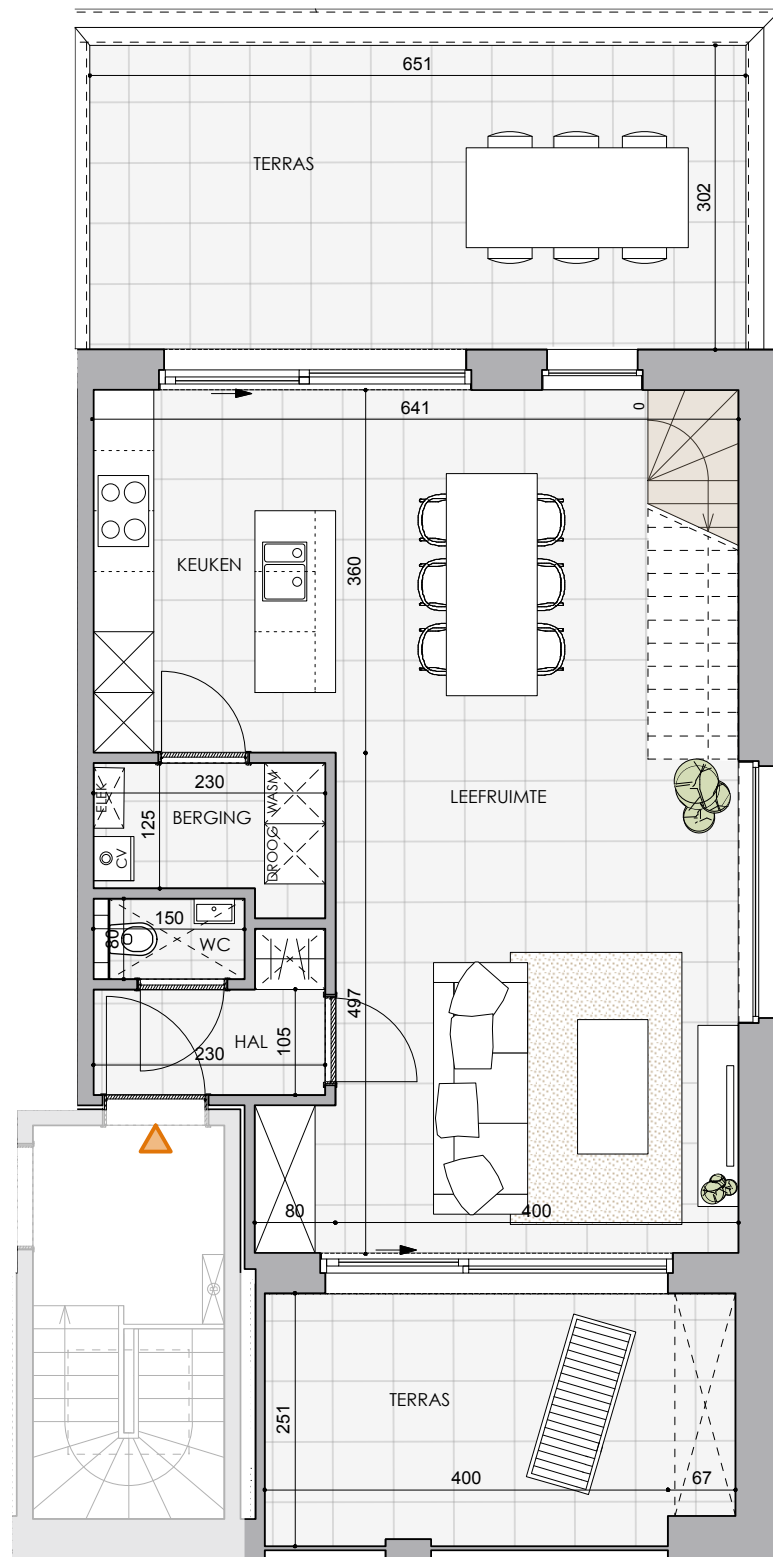 651
TERRAS
302
641
0
KEUKEN
360
230
ELEK
WASM
LEEFRUIMTE
125
BERGING
DROOG
CV
150
80
WC
497
HAL
105
230
80
400
251
TERRAS
400
67